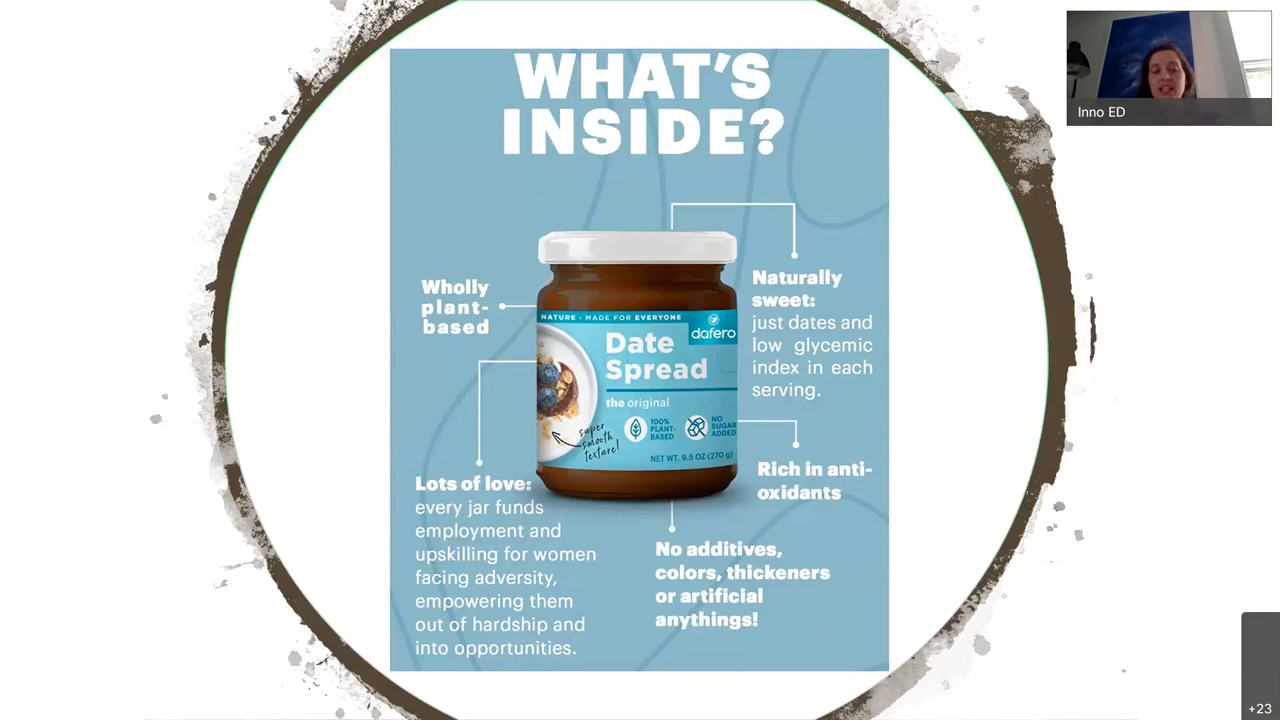 WHAT'S
INSIDE?
Inno ED
Wholly
plant-
based
Naturally
sweet:
just dates and
low glycemic
index in each
serving.
NATURE • MADE FOR EVERYONE
dafero
Date
Spread
the original
100%
PLANT-
BASED
NO
SUGAR
ADDED
super
smooth
texture!
NET WT. 9.5 OZ (270 g)
Rich in anti-
oxidants
Lots of love:
every jar funds
employment and
upskilling for women
facing adversity,
empowering them
out of hardship and
into opportunities.
No additives,
colors, thickeners
or artificial
anythings!
+23